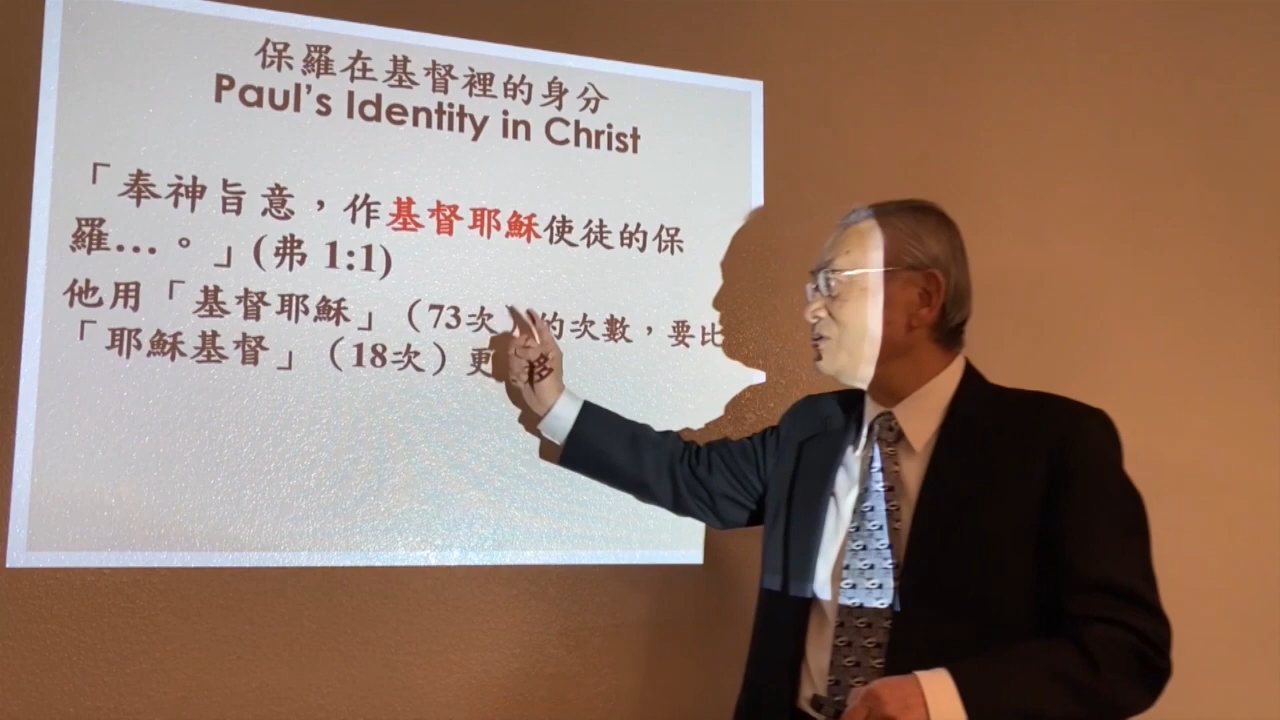 保羅在基督裡的身分
Paul's Identity in Christ
「奉神旨意，作基督耶穌使徒的保
羅…。」(弗 1:1)
他用「基督耶穌」（73次）的次數，要比
「耶穌基督」（18次）更